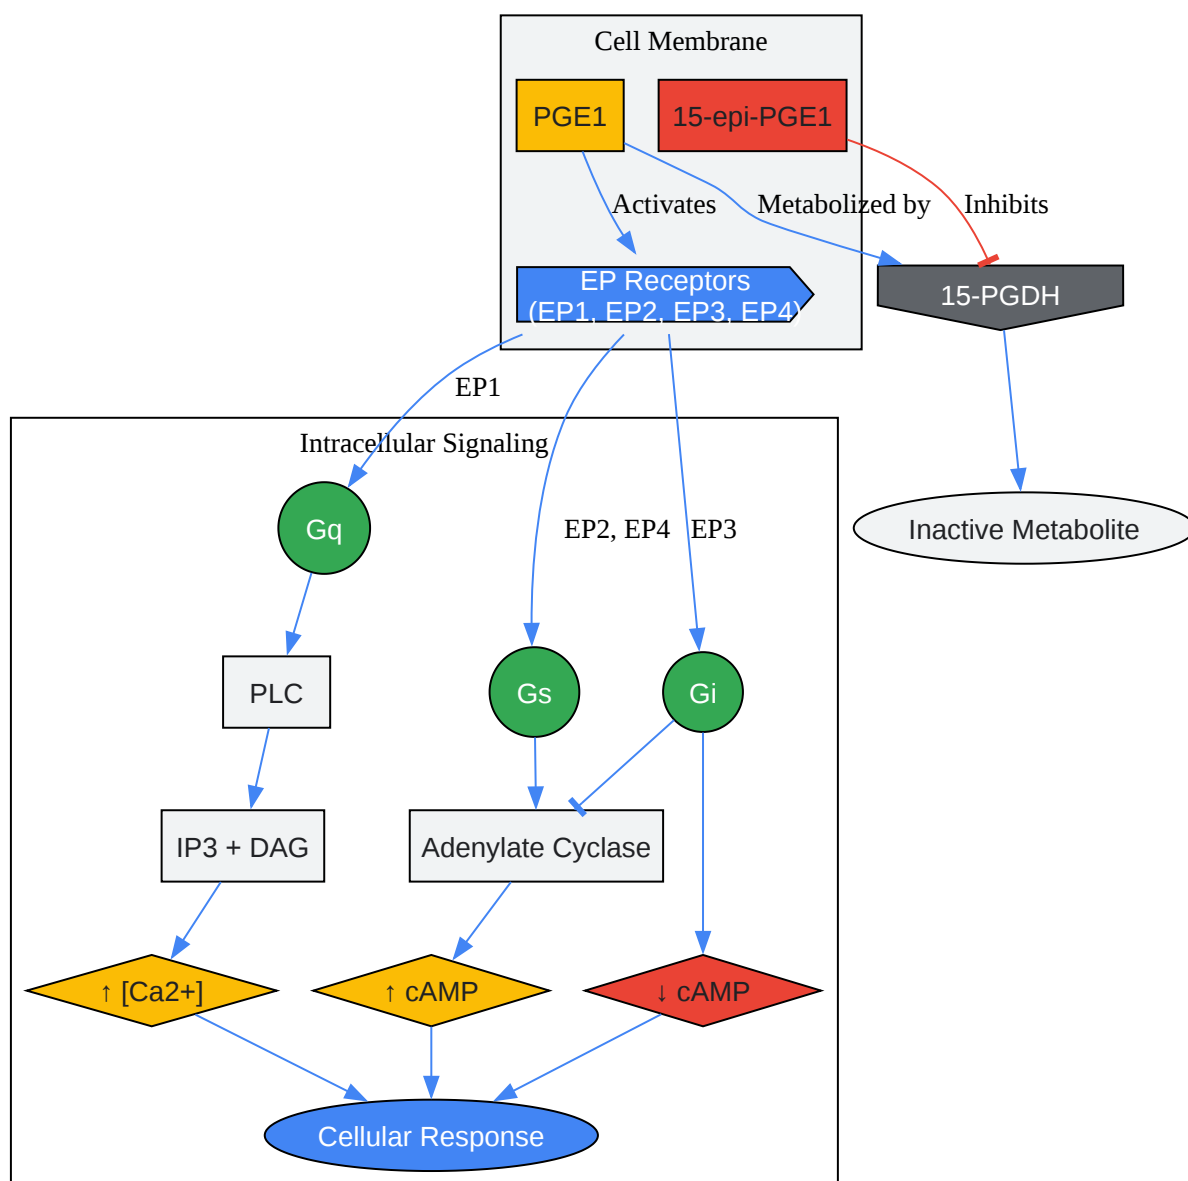 Cell Membrane
PGE1
15-epi-PGE1
Activates
Metabolized by
Inhibits
EP Receptors
(EP1, EP2, EP3, EP4)
15-PGDH
EP1
Intracellular Signaling
Gq
EP2, EP4
EP3
Inactive Metabolite
PLC
Gs
Gi
IP3 + DAG
Adenylate Cyclase
↑ [Ca2+]
↑ cAMP
↓ cAMP
Cellular Response